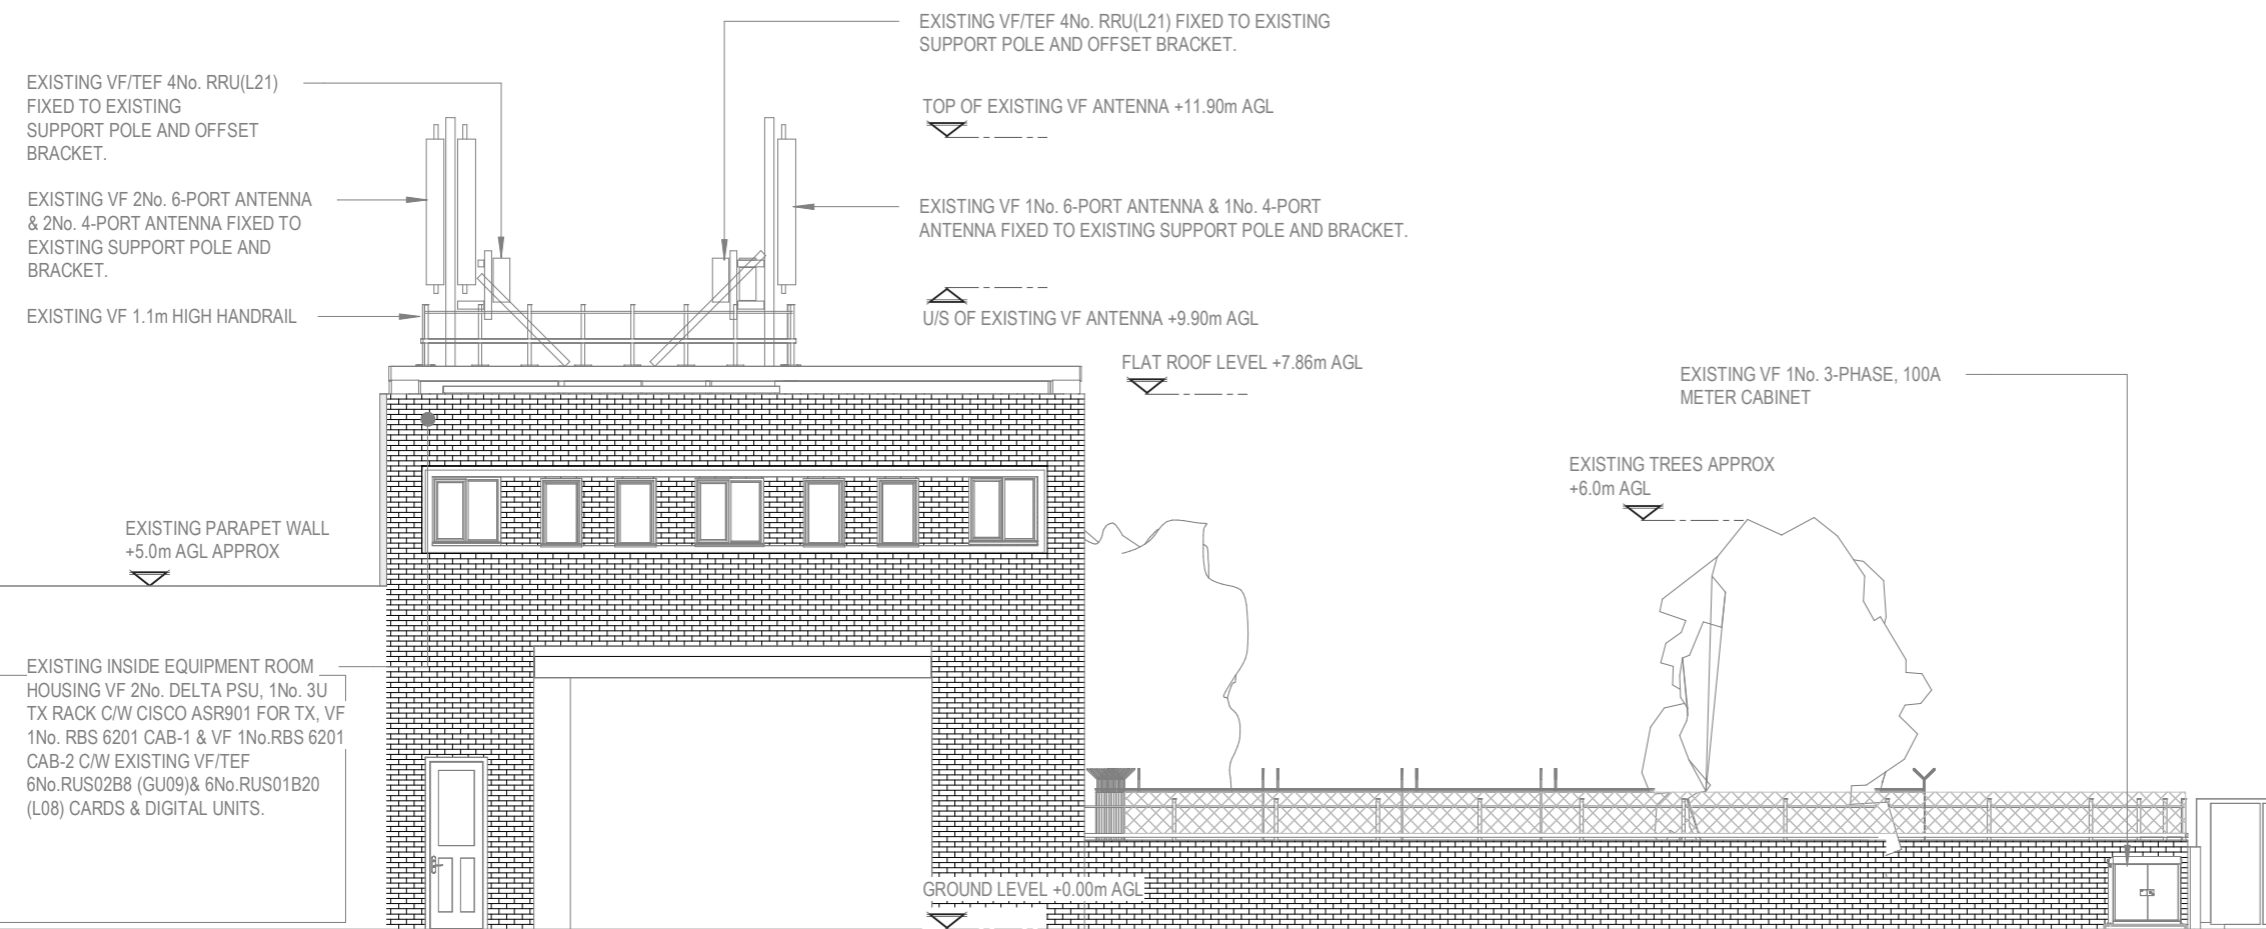 EXISTING VF/TEF 4No. RRU(L21) FIXED TO EXISTING
SUPPORT POLE AND OFFSET BRACKET.
EXISTING VF/TEF 4No. RRU(L21)
FIXED TO EXISTING
SUPPORT POLE AND OFFSET
BRACKET.
TOP OF EXISTING VF ANTENNA +11.90m AGL
EXISTING VF 2No. 6-PORT ANTENNA
& 2No. 4-PORT ANTENNA FIXED TO
EXISTING SUPPORT POLE AND
BRACKET.
EXISTING VF 1No. 6-PORT ANTENNA & 1No. 4-PORT
ANTENNA FIXED TO EXISTING SUPPORT POLE AND BRACKET.
EXISTING VF 1.1m HIGH HANDRAIL
U/S OF EXISTING VF ANTENNA +9.90m AGL
FLAT ROOF LEVEL +7.86m AGL
EXISTING VF 1No. 3-PHASE, 100A
METER CABINET
EXISTING TREES APPROX
+6.0m AGL
EXISTING PARAPET WALL
+5.0m AGL APPROX
EXISTING INSIDE EQUIPMENT ROOM
HOUSING VF 2No. DELTA PSU, 1No. 3U
TX RACK C/W CISCO ASR901 FOR TX, VF
1No. RBS 6201 CAB-1 & VF 1No.RBS 6201
CAB-2 C/W EXISTING VF/TEF
6No.RUS02B8 (GU09)& 6No.RUS01B20
(L08) CARDS & DIGITAL UNITS.
GROUND LEVEL +0.00m AGL